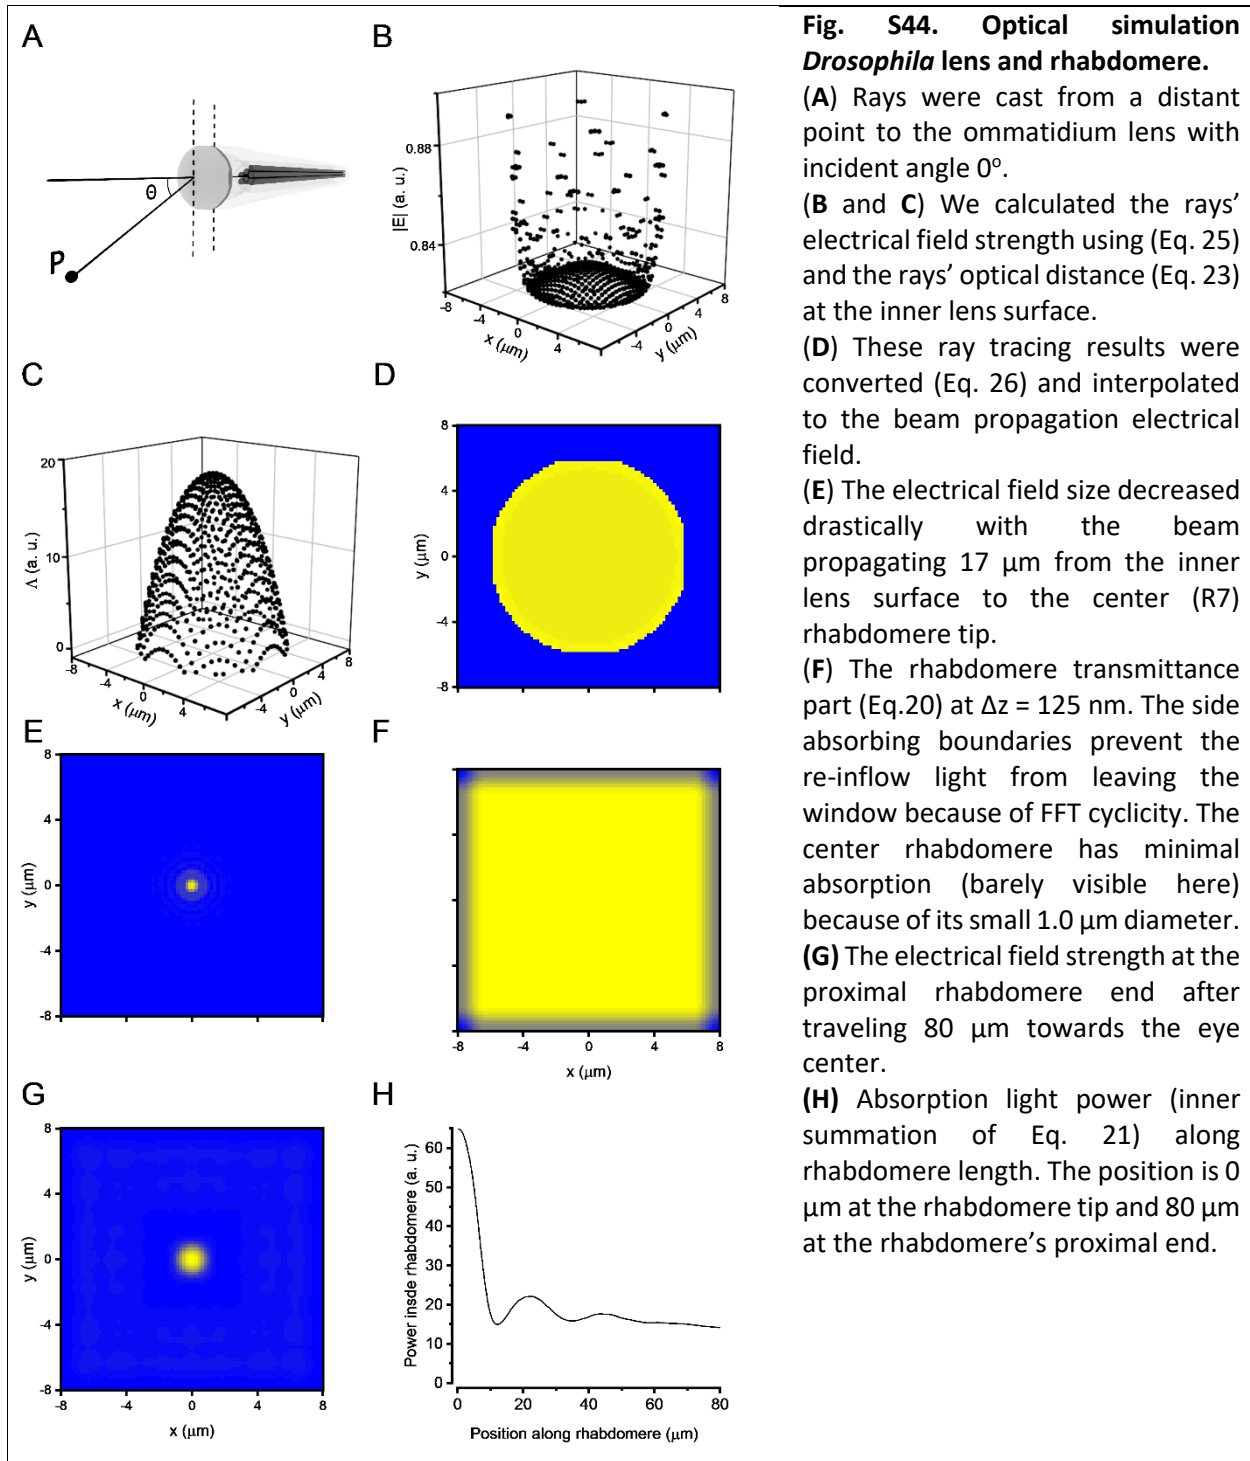 A
θ
P
B
|E| (a. u.)
0.88
0.84
-8
-4
0
4
x (µm)
-4
0
4
8
y (µm)
C
Λ (a. u.)
20
10
0
-8
-4
0
4
x (µm)
-4
0
4
8
y (µm)
D
8
4
0
-4
-8
y (µm)
E
8
4
0
-4
-8
y (µm)
F
-8 -4 0 4 8
x (µm)
G
8
4
0
-4
-8
y (µm)
-8 -4 0 4 8
x (µm)
H
60
50
40
30
20
10
0
Power insde rhabdomere (a. u.)
0 20 40 60 80
Position along rhabdomere (µm)
Fig. S44. Optical simulation
Drosophila lens and rhabdomere.
(A) Rays were cast from a distant
point to the ommatidium lens with
incident angle 0º.
(B and C) We calculated the rays’
electrical field strength using (Eq. 25)
and the rays’ optical distance (Eq. 23)
at the inner lens surface.
(D) These ray tracing results were
converted (Eq. 26) and interpolated
to the beam propagation electrical
field.
(E) The electrical field size decreased
drastically with the beam
propagating 17 µm from the inner
lens surface to the center (R7)
rhabdomere tip.
(F) The rhabdomere transmittance
part (Eq.20) at Δz = 125 nm. The side
absorbing boundaries prevent the
re-inflow light from leaving the
window because of FFT cyclicity. The
center rhabdomere has minimal
absorption (barely visible here)
because of its small 1.0 µm diameter.
(G) The electrical field strength at the
proximal rhabdomere end after
traveling 80 µm towards the eye
center.
(H) Absorption light power (inner
summation of Eq. 21) along
rhabdomere length. The position is 0
µm at the rhabdomere tip and 80 µm
at the rhabdomere’s proximal end.